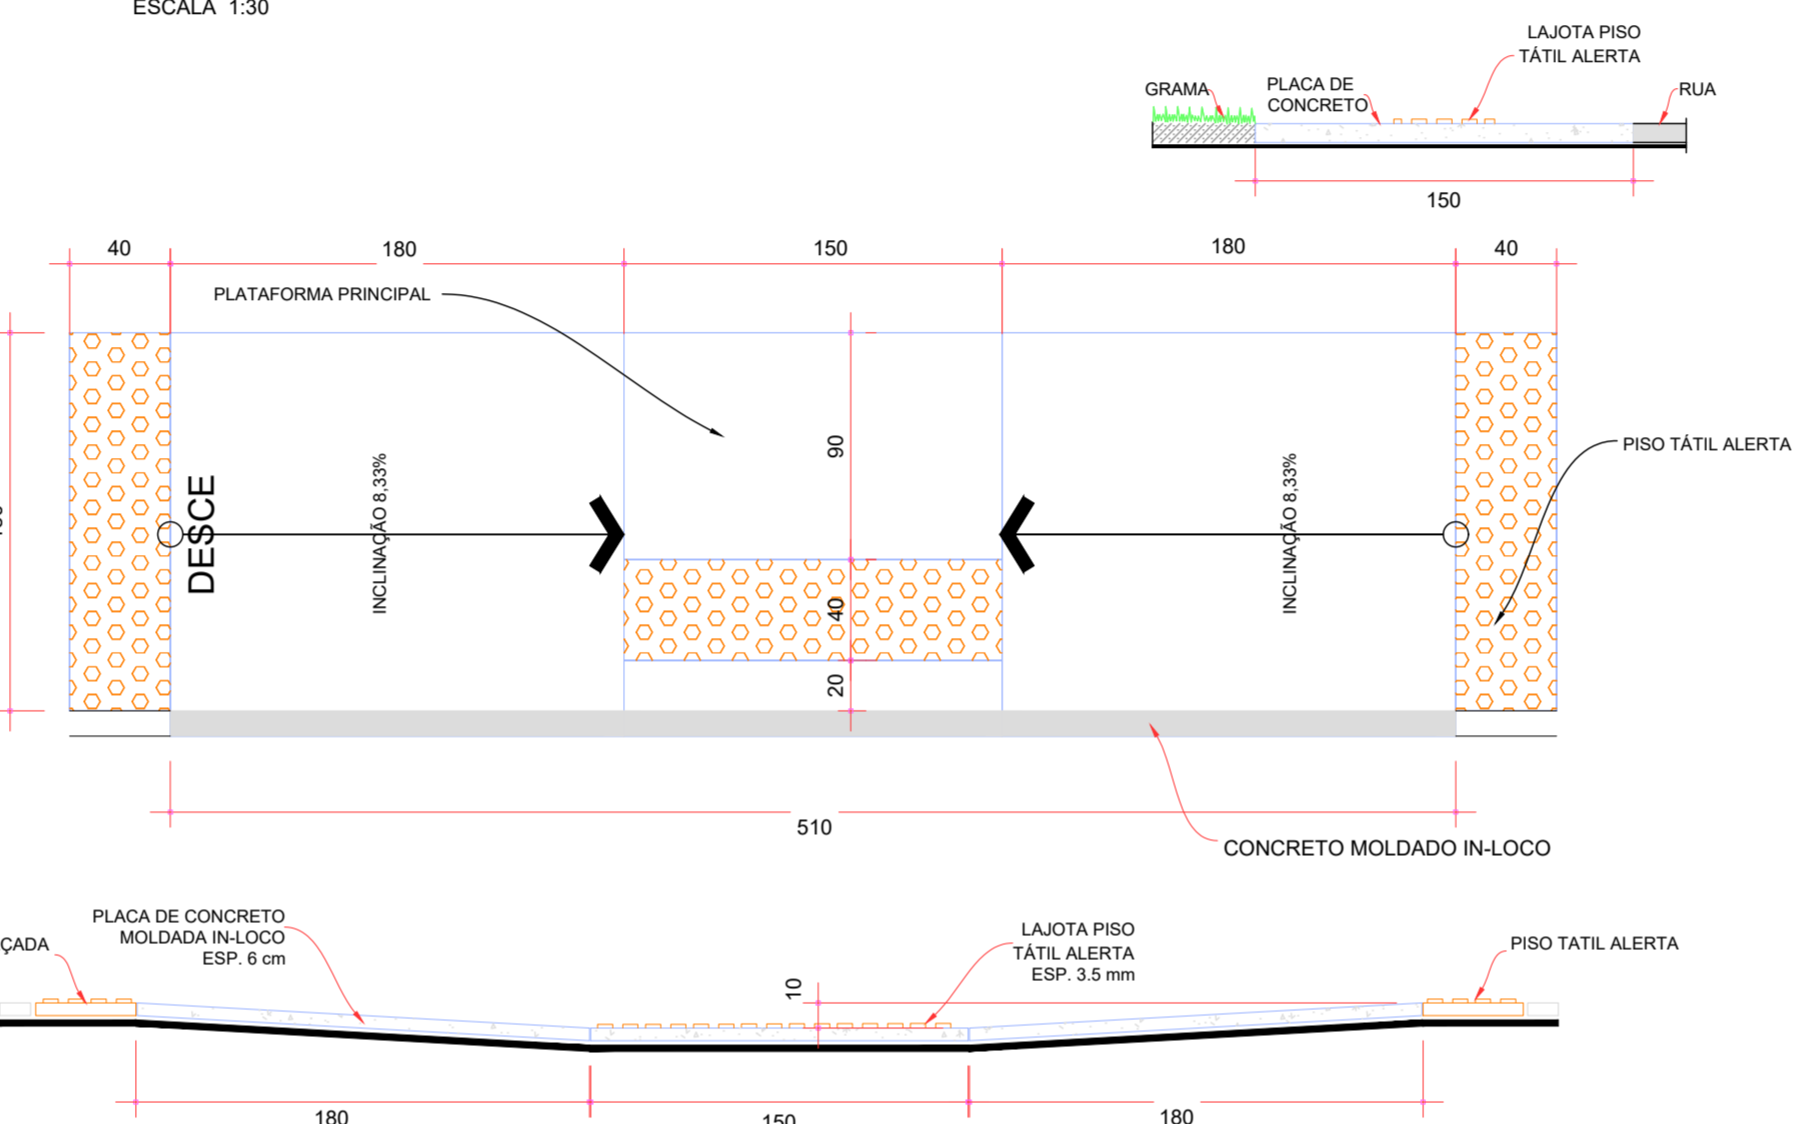 ESCALA 1:30
LAJOTA PISO
TÁTIL ALERTA
GRAMA
PLACA DE
CONCRETO
RUA
150
40
180
150
180
40
PLATAFORMA PRINCIPAL
90
PISO TÁTIL ALERTA
DESCE
INCLINAÇÃO 8,33%
INCLINAÇÃO 8,33%
40
20
510
CONCRETO MOLDADO IN-LOCO
PLACA DE CONCRETO
MOLDADA IN-LOCO
ESP. 6 cm
ÇADA
LAJOTA PISO
TÁTIL ALERTA
ESP. 3.5 mm
PISO TATIL ALERTA
10
180
150
180